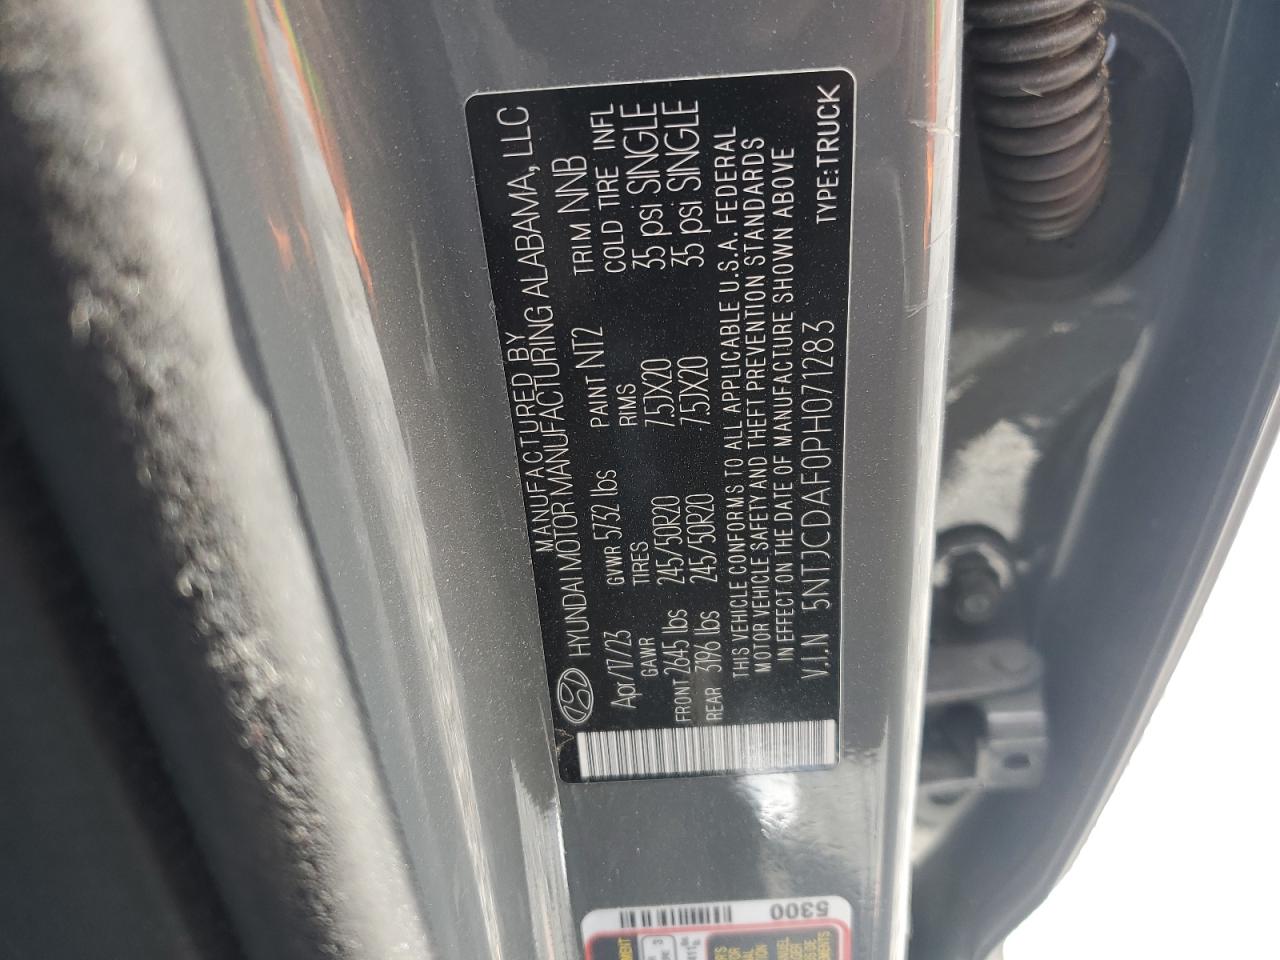 MANUFACTURED BY
HYUNDAI MOTOR MANUFACTURING ALABAMA, LLC
Apr/17/23 GVWR 5732 lbs PAINT NT2 TRIM NNB
GAWR TIRES RIMS COLD TIRE INFL
FRONT 2645 lbs 245/50R20 7.5JX20 35 psi SINGLE
REAR 3196 lbs 245/50R20 7.5JX20 35 psi SINGLE
THIS VEHICLE CONFORMS TO ALL APPLICABLE U.S.A. FEDERAL
MOTOR VEHICLE SAFETY AND THEFT PREVENTION STANDARDS
IN EFFECT ON THE DATE OF MANUFACTURE SHOWN ABOVE
V.I.N 5NTJCDAF0PH071283 TYPE:TRUCK
5300